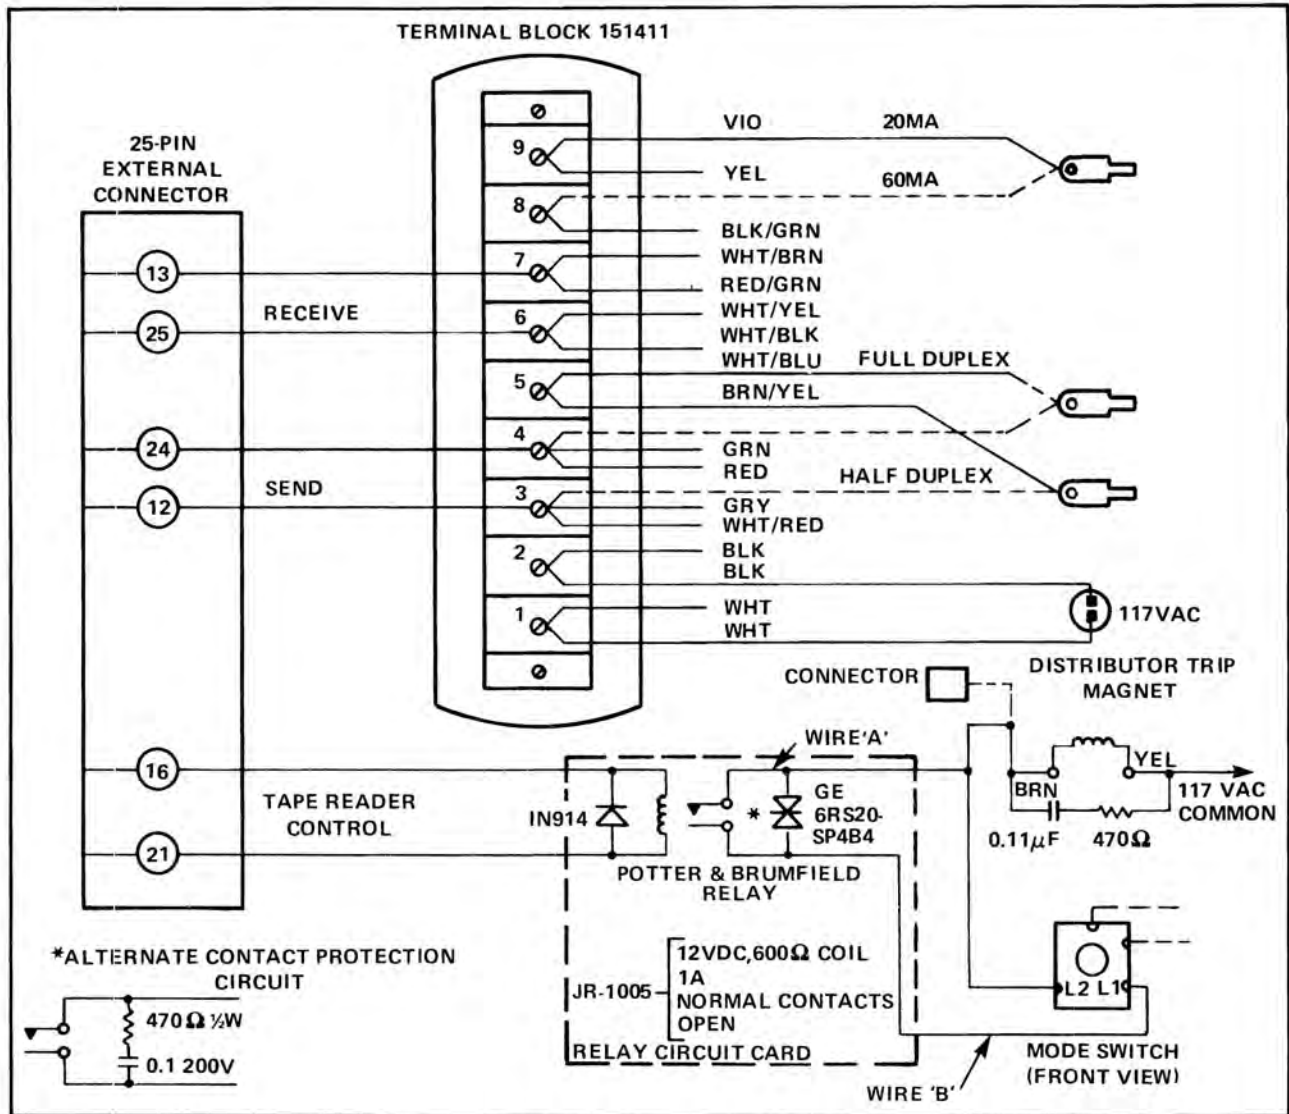 TERMINAL BLOCK 151411
25-PIN
EXTERNAL
CONNECTOR
13
25
24
12
16
21
RECEIVE
SEND
TAPE READER
CONTROL
9
8
7
6
5
4
3
2
1
VIO
20MA
YEL
60MA
BLK/GRN
WHT/BRN
RED/GRN
WHT/YEL
WHT/BLK
WHT/BLU
FULL DUPLEX
BRN/YEL
GRN
RED
HALF DUPLEX
GRY
WHT/RED
BLK
BLK
WHT
WHT
117VAC
CONNECTOR
DISTRIBUTOR TRIP
MAGNET
WIRE 'A'
YEL
BRN
117 VAC
COMMON
0.11µF
470Ω
IN914
*
GE
6RS20-
SP4B4
POTTER & BRUMFIELD
RELAY
JR-1005
12VDC,600Ω COIL
1A
NORMAL CONTACTS
OPEN
RELAY CIRCUIT CARD
L2 L1
MODE SWITCH
(FRONT VIEW)
WIRE 'B'
*ALTERNATE CONTACT PROTECTION
CIRCUIT
470Ω ½W
0.1 200V